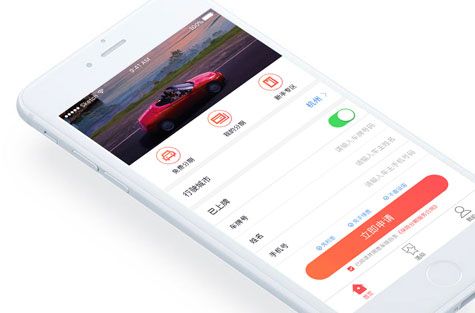 Sketch
9:41 AM
100%
免息分期
我的分期
新手专区
行驶城市
杭州
已上牌
车牌号
请输入车牌号码
姓名
请输入车主姓名
手机号
请输入车主手机号码
立即申请
首页
活动
我的